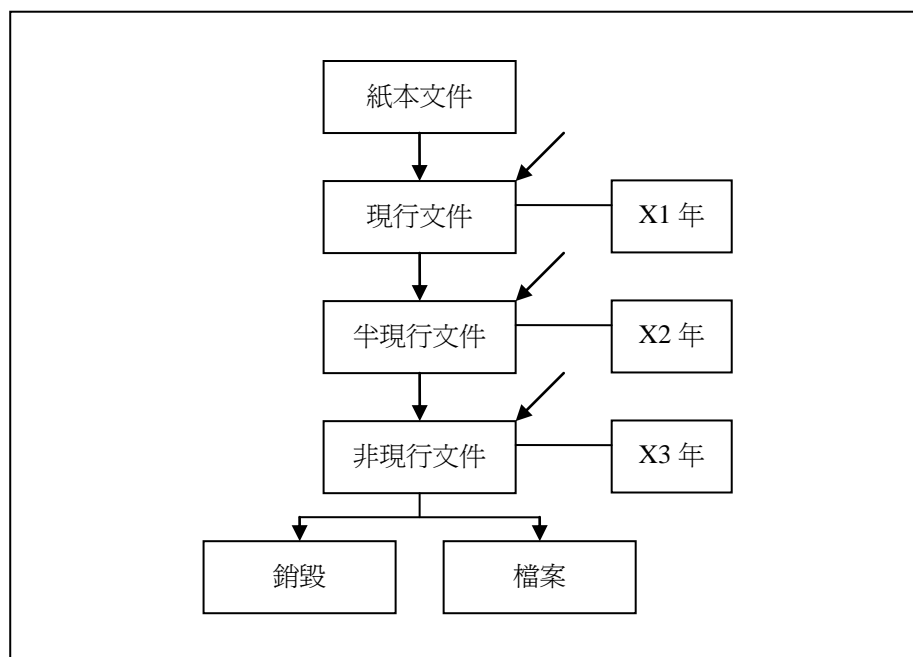 紙本文件
現行文件
X1 年
半現行文件
X2 年
非現行文件
X3 年
銷毀
檔案